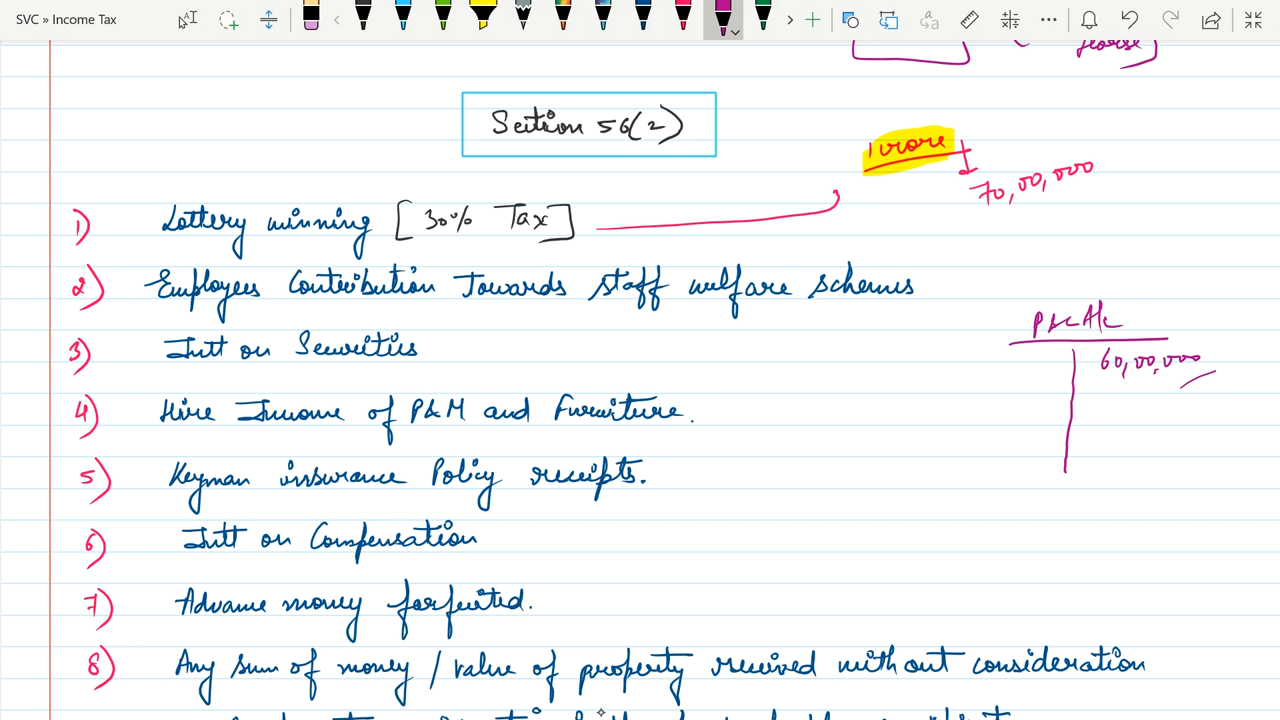 SVC » Income Tax
house
Section 56(2)
1 crore
70,00,000
1) Lottery winning [30% Tax]
2) Employees Contribution Towards staff welfare schems
P&L A/c
3) Intt on Securities
60,00,000
4) Hire Income of P&M and Furniture.
5) Keyman insurance Policy receipts.
6) Intt on Compensation
7) Advance money forfeited.
8) Any sum of money / value of property received without consideration